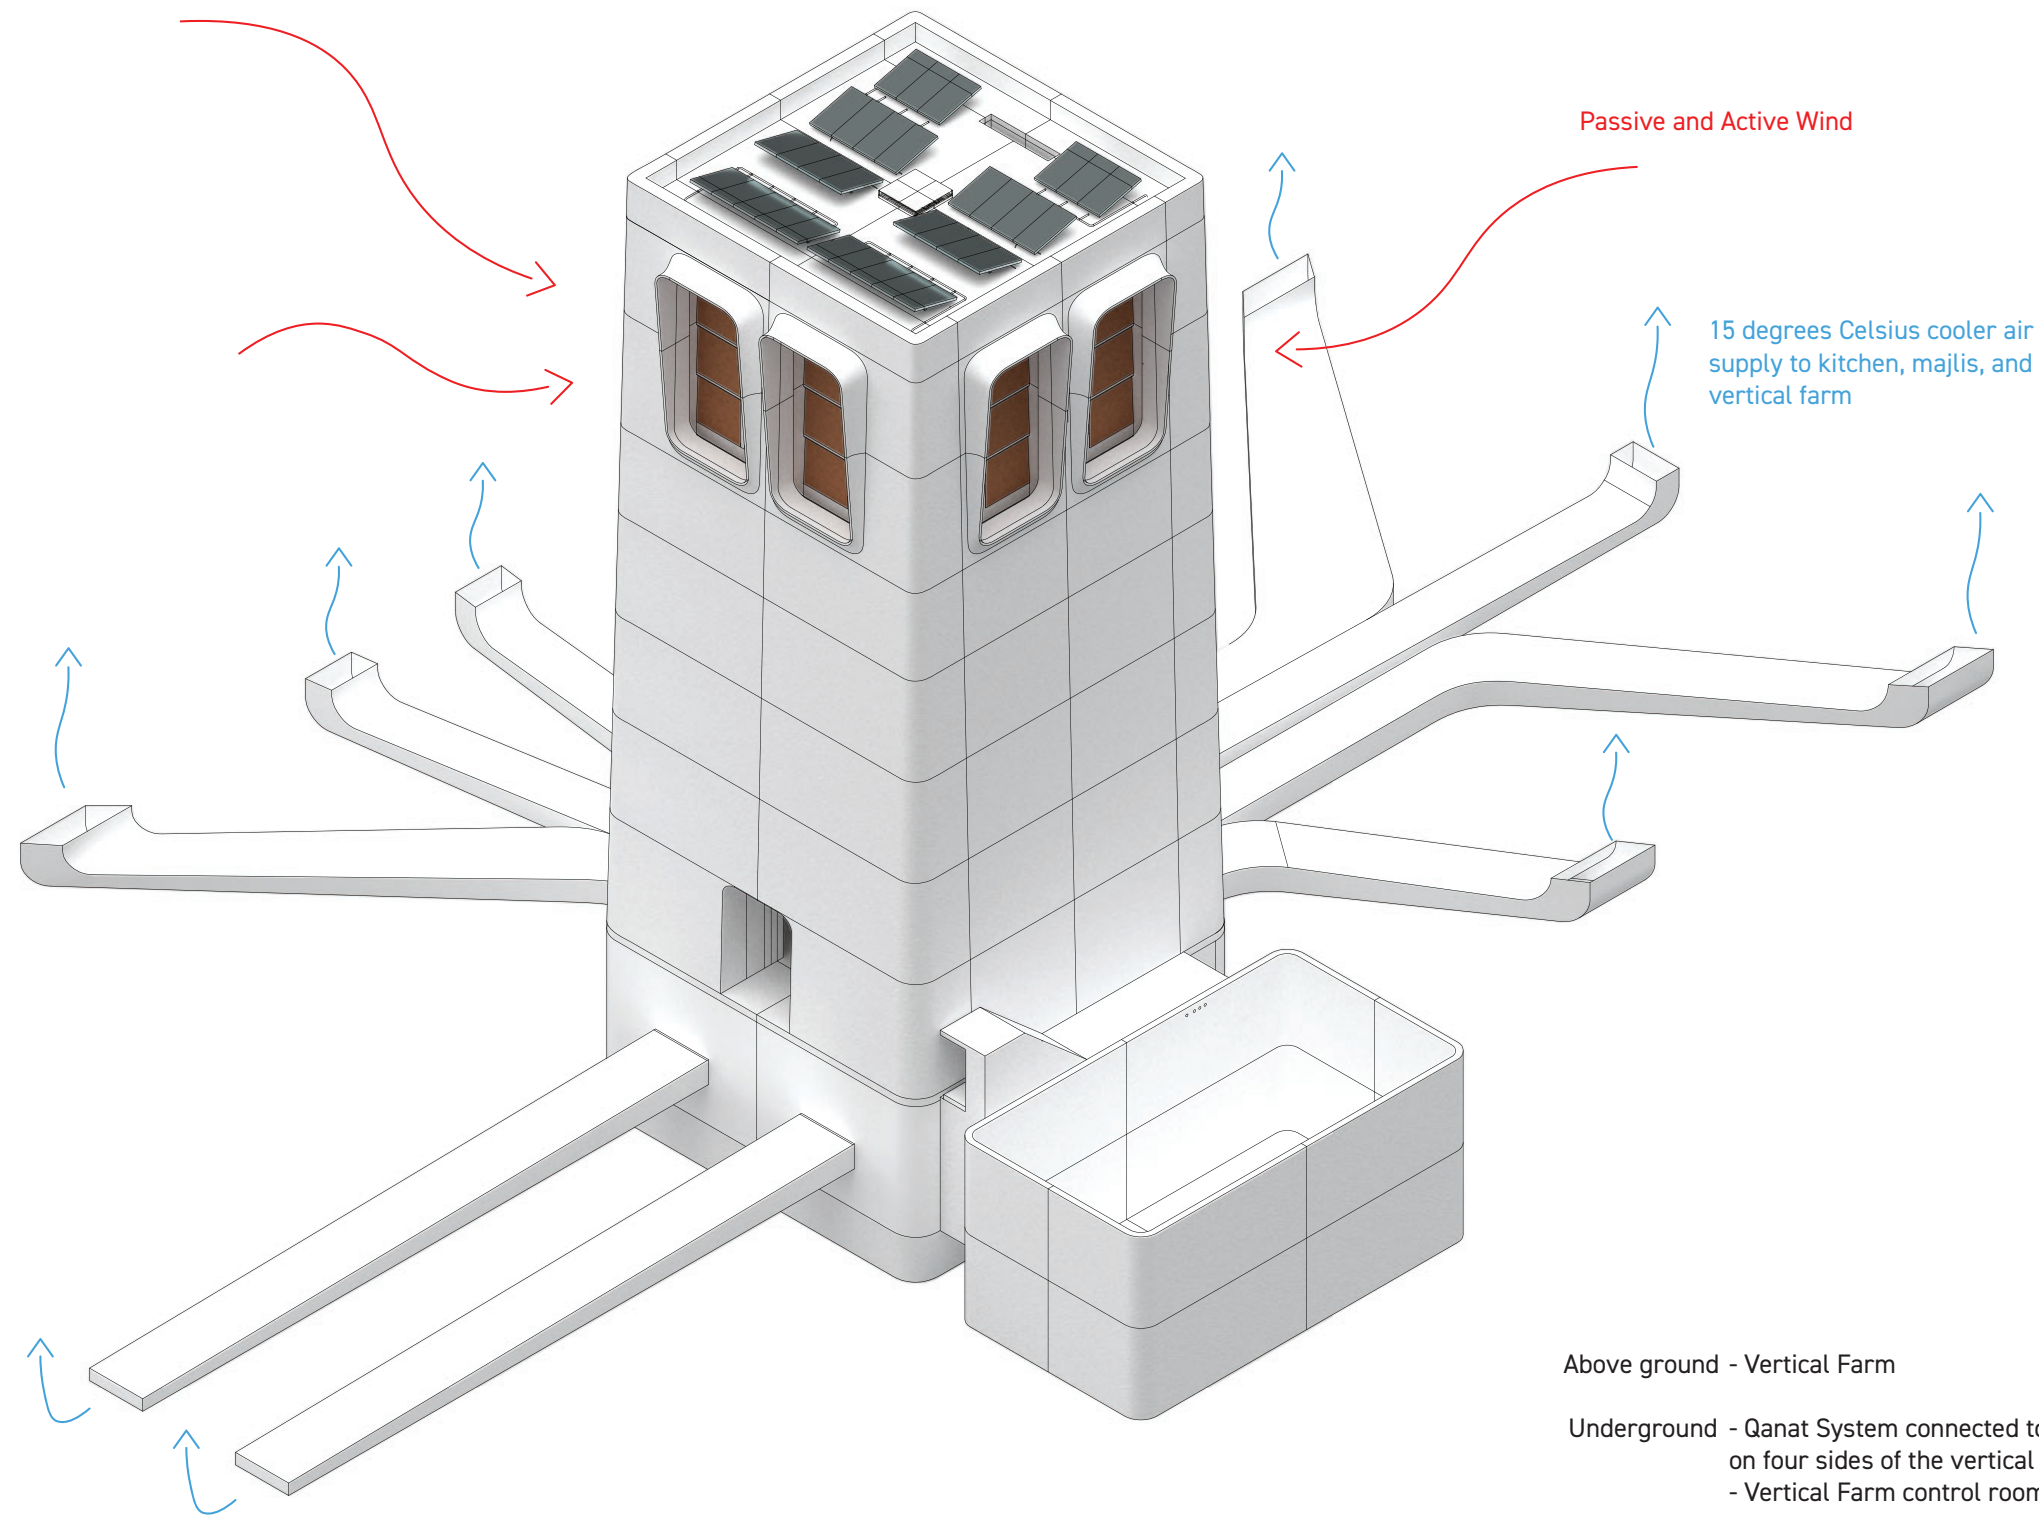 Passive and Active Wind
15 degrees Celsius cooler air
supply to kitchen, majlis, and
vertical farm
Above ground - Vertical Farm
Underground - Qanat System connected to
on four sides of the vertical
- Vertical Farm control room